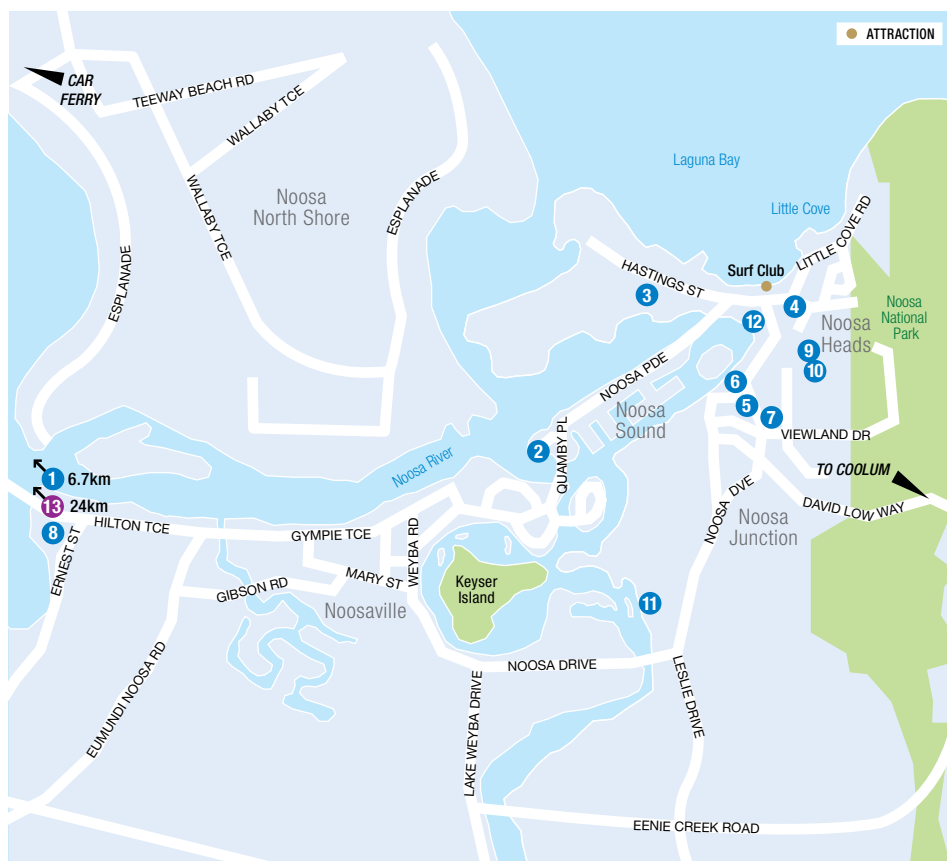 ATTRACTION
CAR
FERRY
TEEWAY BEACH RD
WALLABY TCE
Laguna Bay
WALLABY TCE
Noosa
North Shore
ESPLANADE
Little Cove
LITTLE COVE RD
ESPLANADE
HASTINGS ST
Surf Club
3
4
12
Noosa
National
Park
Noosa
Heads
9
10
NOOSA PDE
6
5
7
Noosa
Sound
VIEWLAND DR
2
QUAMBY PL
Noosa River
1 6.7km
13 24km
8
TO COOLUM
DAVID LOW WAY
NOOSA DVE
Noosa
Junction
HILTON TCE
GYMPIE TCE
WEYBA RD
ERNEST ST
GIBSON RD
MARY ST
Noosaville
Keyser
Island
11
EUMUNDI NOOSA RD
NOOSA DRIVE
LAKE WEYBA DRIVE
LESLIE DRIVE
EENIE CREEK ROAD